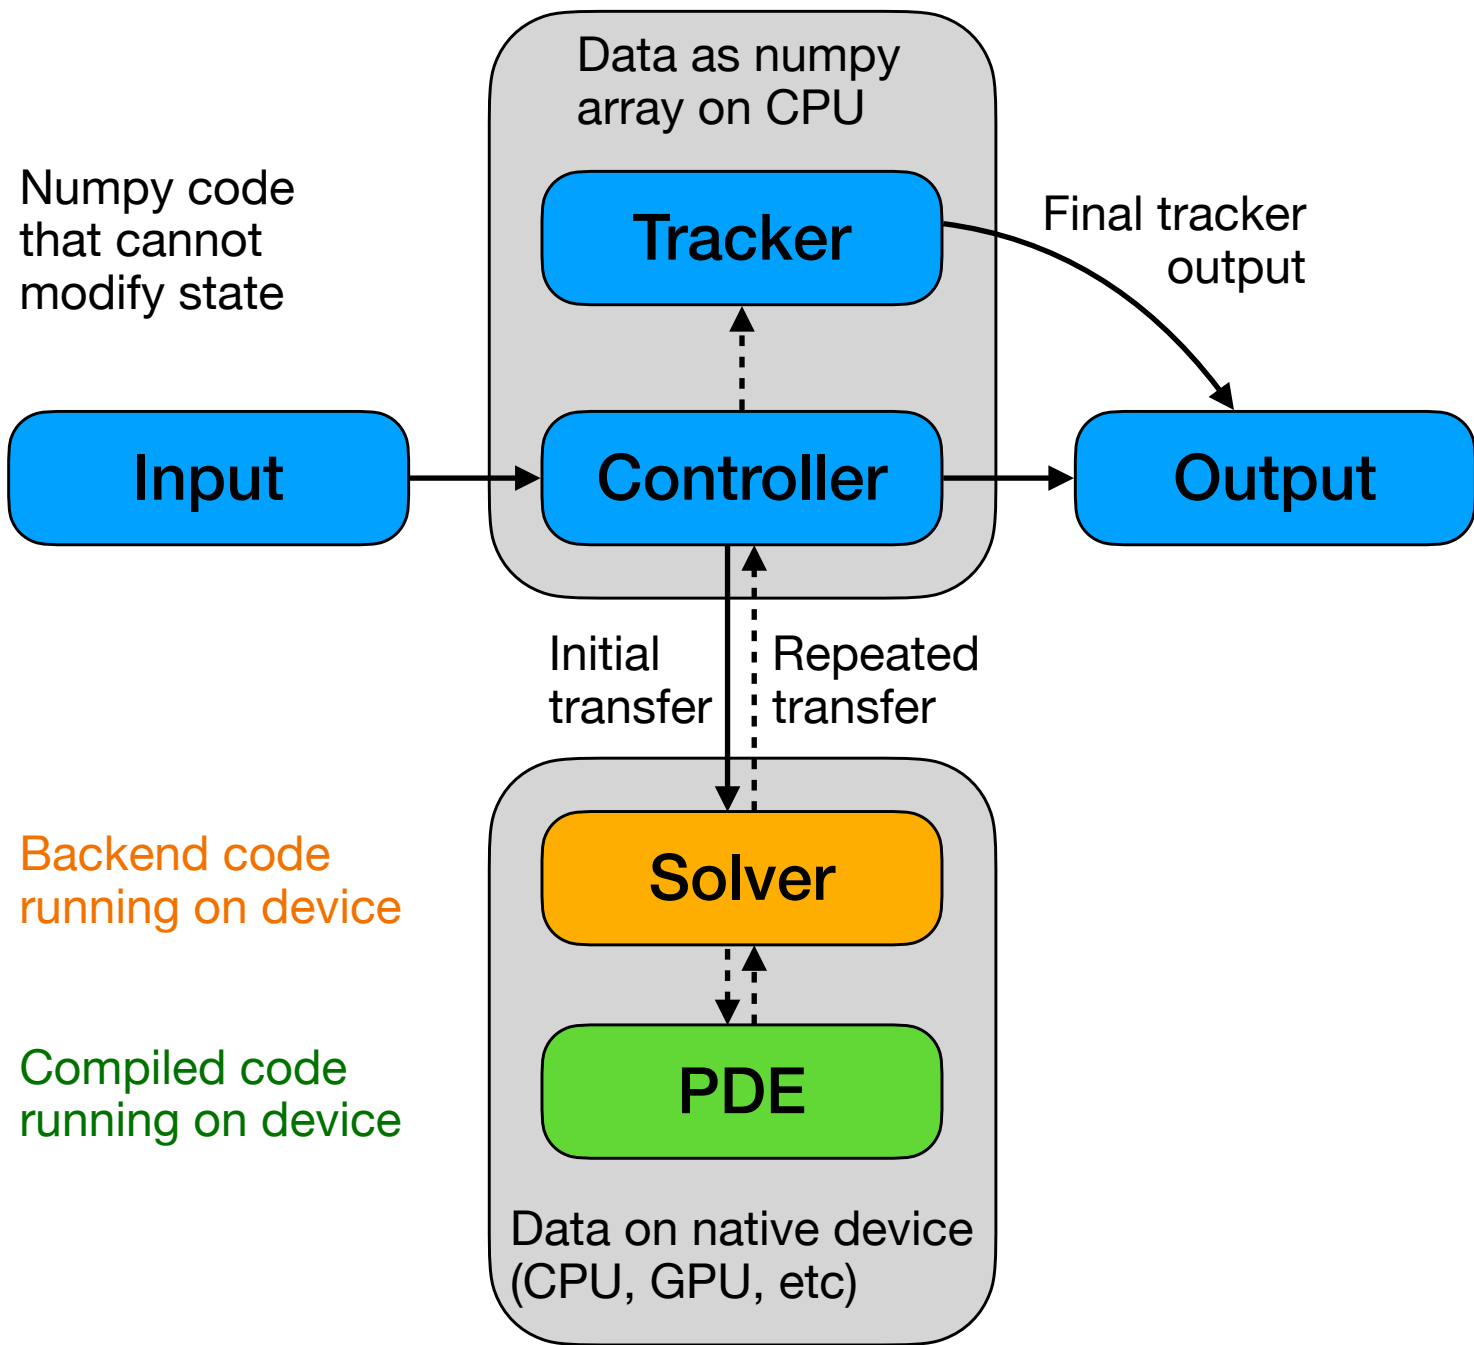 Data as numpy
array on CPU
Numpy code
that cannot
modify state
Tracker
Final tracker
output
Input
Controller
Output
Initial
transfer
Repeated
transfer
Backend code
running on device
Solver
Compiled code
running on device
PDE
Data on native device
(CPU, GPU, etc)